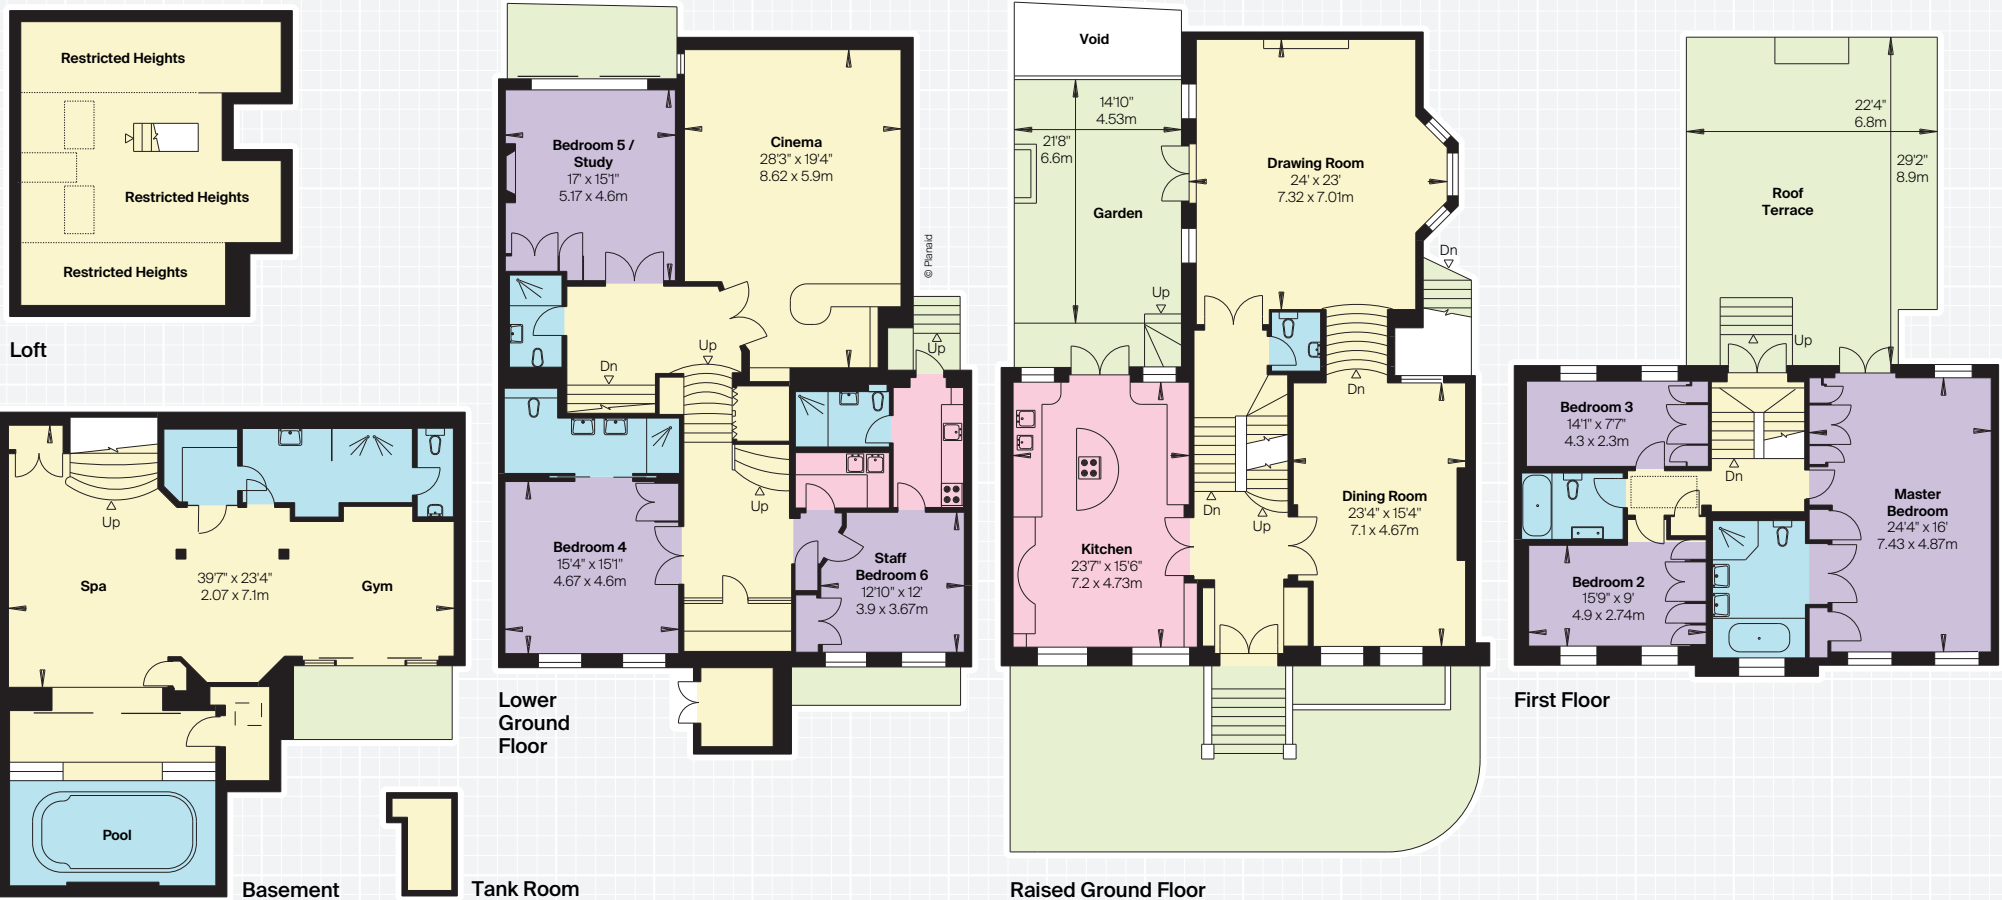 Restricted Heights
Restricted Heights
Restricted Heights
Loft
Up
Spa
39'7" x 23'4"
2.07 x 7.1m
Gym
Pool
Basement
Tank Room
Bedroom 5 /
Study
17' x 15'1"
5.17 x 4.6m
Cinema
28'3" x 19'4"
8.62 x 5.9m
© Planaid
Up
Dn
Up
Up
Bedroom 4
15'4" x 15'1"
4.67 x 4.6m
Staff
Bedroom 6
12'10" x 12'
3.9 x 3.67m
Lower
Ground
Floor
Void
14'10"
4.53m
21'8"
6.6m
Garden
Up
Drawing Room
24' x 23'
7.32 x 7.01m
Dn
Dn
Dn
Up
Kitchen
23'7" x 15'6"
7.2 x 4.73m
Dining Room
23'4" x 15'4"
7.1 x 4.67m
Raised Ground Floor
22'4"
6.8m
29'2"
8.9m
Roof
Terrace
Up
Bedroom 3
14'1" x 7'7"
4.3 x 2.3m
Dn
Master
Bedroom
24'4" x 16'
7.43 x 4.87m
Bedroom 2
15'9" x 9'
4.9 x 2.74m
First Floor